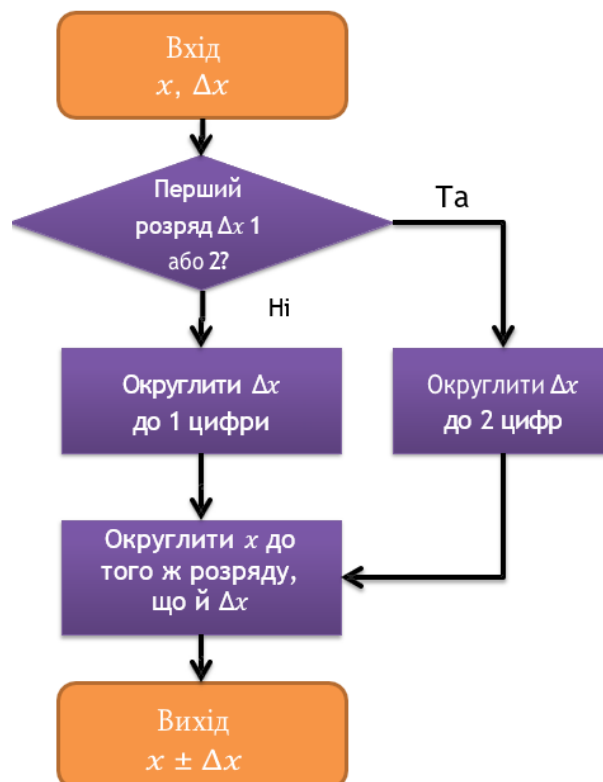 Вхід
x, Δx
Перший
розряд Δx 1
або 2?
Та
Ні
Округлити Δx
до 1 цифри
Округлити Δx
до 2 цифр
Округлити x до
того ж розряду,
що й Δx
Вихід
x ± Δx